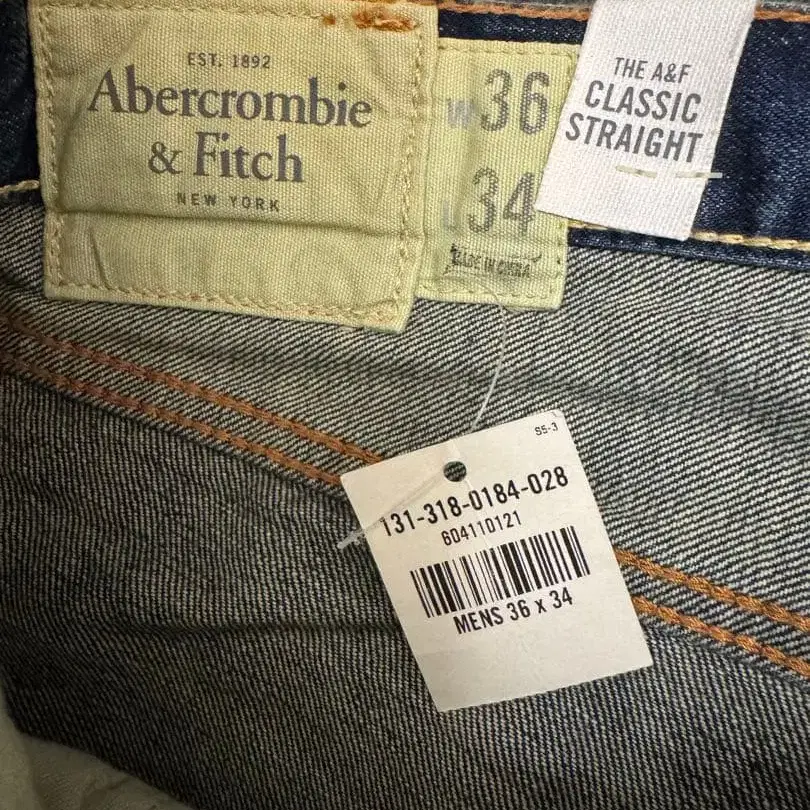 EST. 1892
Abercrombie
& Fitch
NEW YORK
W36
L34
MADE IN CHINA
THE A&F
CLASSIC
STRAIGHT
SS-3
131-318-0184-028
604110121
MENS 36 x 34